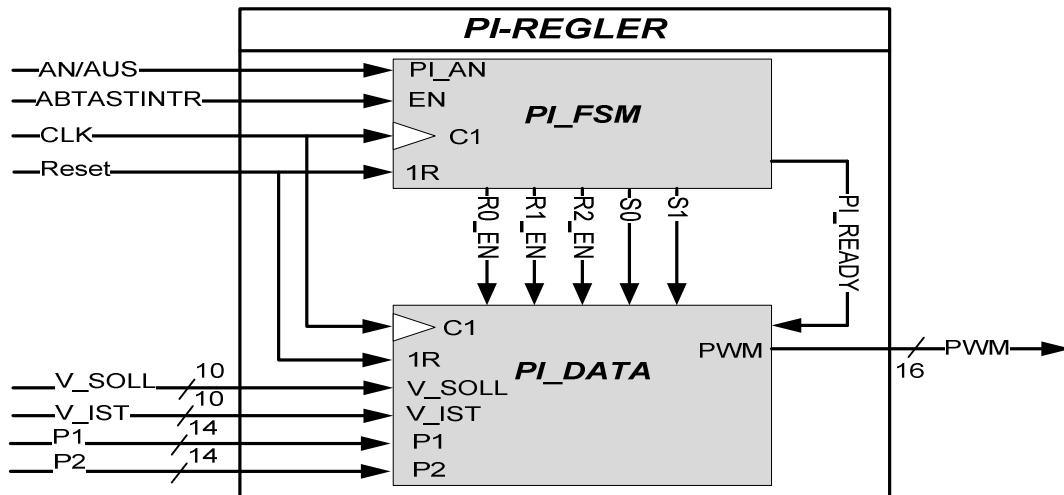 PI-REGLER
AN/AUS
PI_AN
ABTASTINTR
EN
PI_FSM
CLK
C1
Reset
1R
R0_EN
R1_EN
R2_EN
S0
S1
PI_READY
C1
1R
PWM
PWM
16
PI_DATA
V_SOLL
10
V_SOLL
V_IST
10
V_IST
P1
14
P1
P2
14
P2